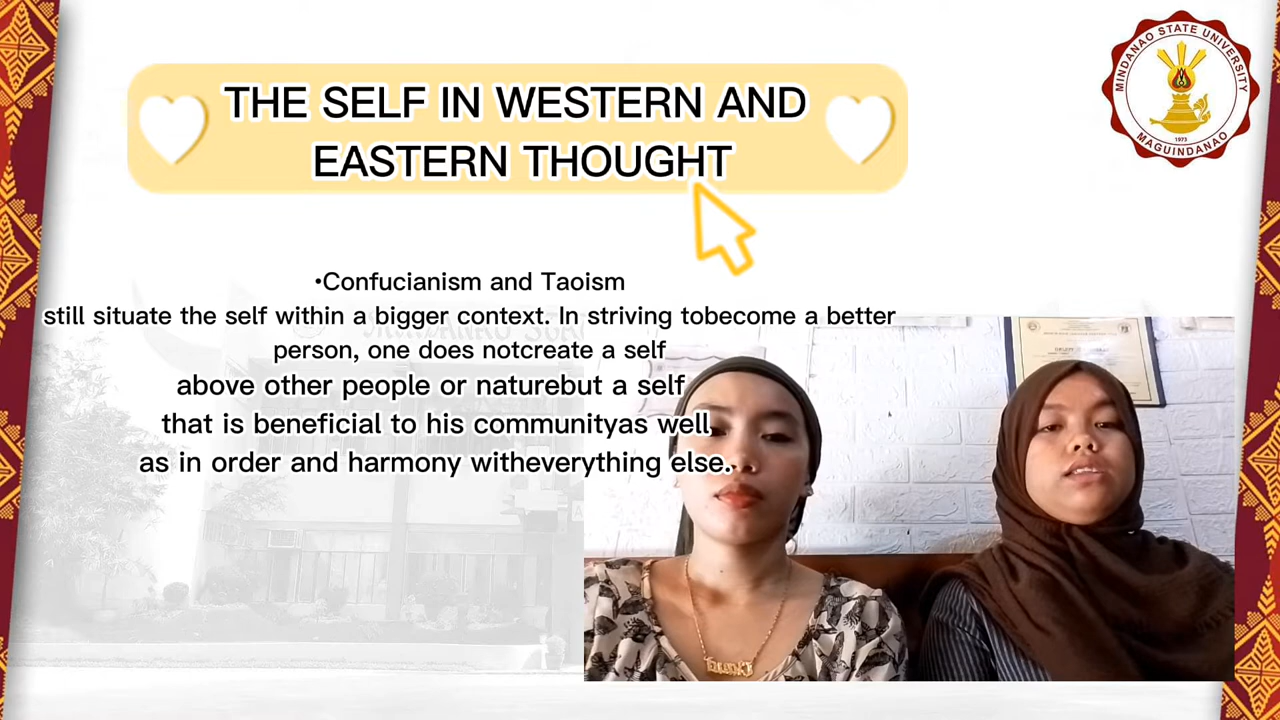 THE SELF IN WESTERN AND
EASTERN THOUGHT
MINDANAO STATE UNIVERSITY
1973
MAGUINDANAO
•Confucianism and Taoism
still situate the self within a bigger context. In striving tobecome a better
person, one does notcreate a self
above other people or naturebut a self
that is beneficial to his communityas well,
as in order and harmony witheverything else.